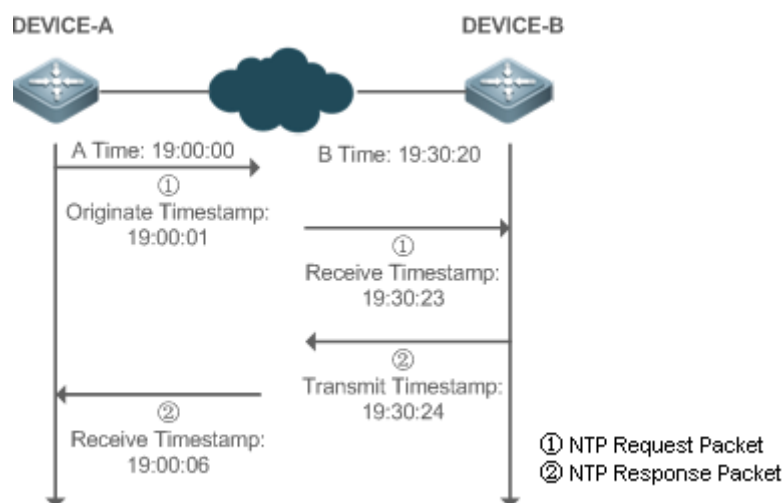 DEVICE-A
DEVICE-B
A Time: 19:00:00
B Time: 19:30:20
①
Originate Timestamp:
19:00:01
①
Receive Timestamp:
19:30:23
②
Transmit Timestamp:
19:30:24
②
Receive Timestamp:
19:00:06
① NTP Request Packet
② NTP Response Packet